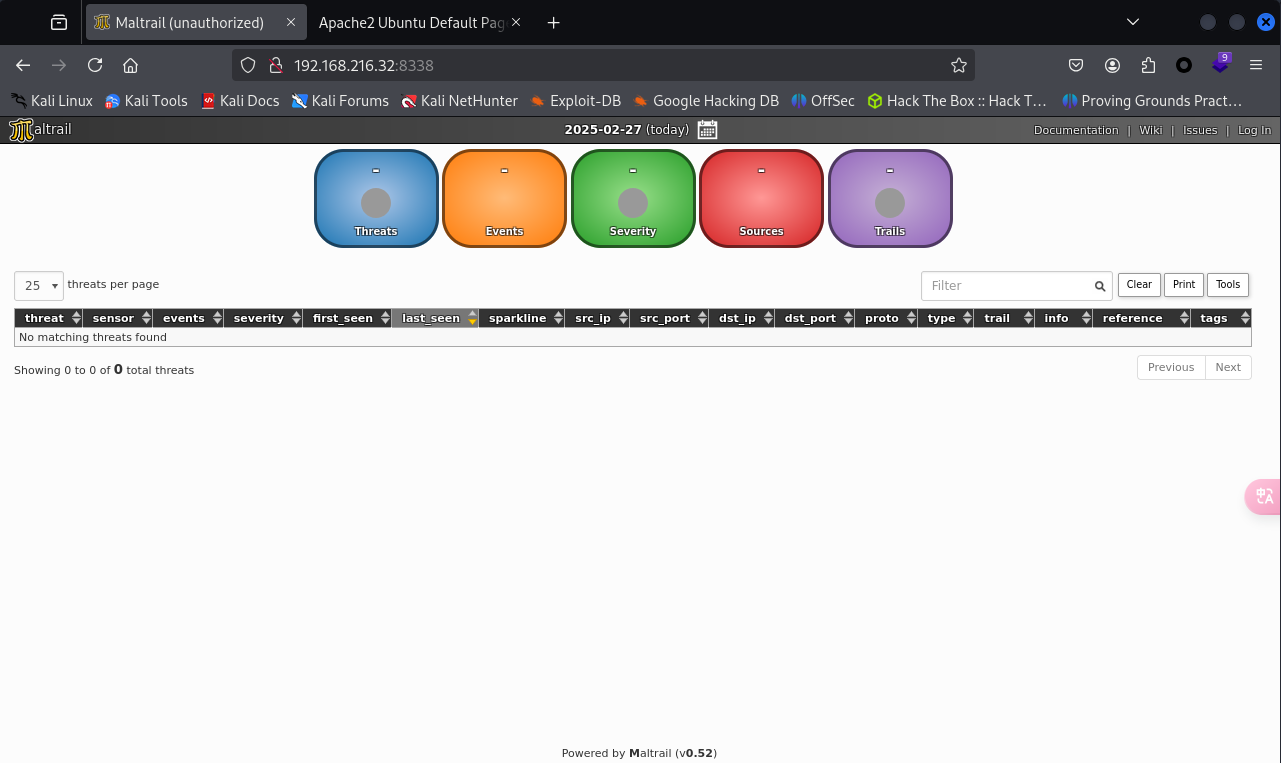 Maltrail (unauthorized)
Apache2 Ubuntu Default Pag
192.168.216.32:8338
9
Kali Linux Kali Tools Kali Docs Kali Forums Kali NetHunter Exploit-DB Google Hacking DB OffSec Hack The Box :: Hack T… Proving Grounds Pract…
altrail
2025-02-27 (today)
Documentation | Wiki | Issues | Log In
- - - - -
Threats Events Severity Sources Trails
25 threats per page
Filter Clear Print Tools
threat sensor events severity first_seen last_seen sparkline src_ip src_port dst_ip dst_port proto type trail info reference tags
No matching threats found
Showing 0 to 0 of 0 total threats
Previous Next
中 A
Powered by Maltrail (v0.52)